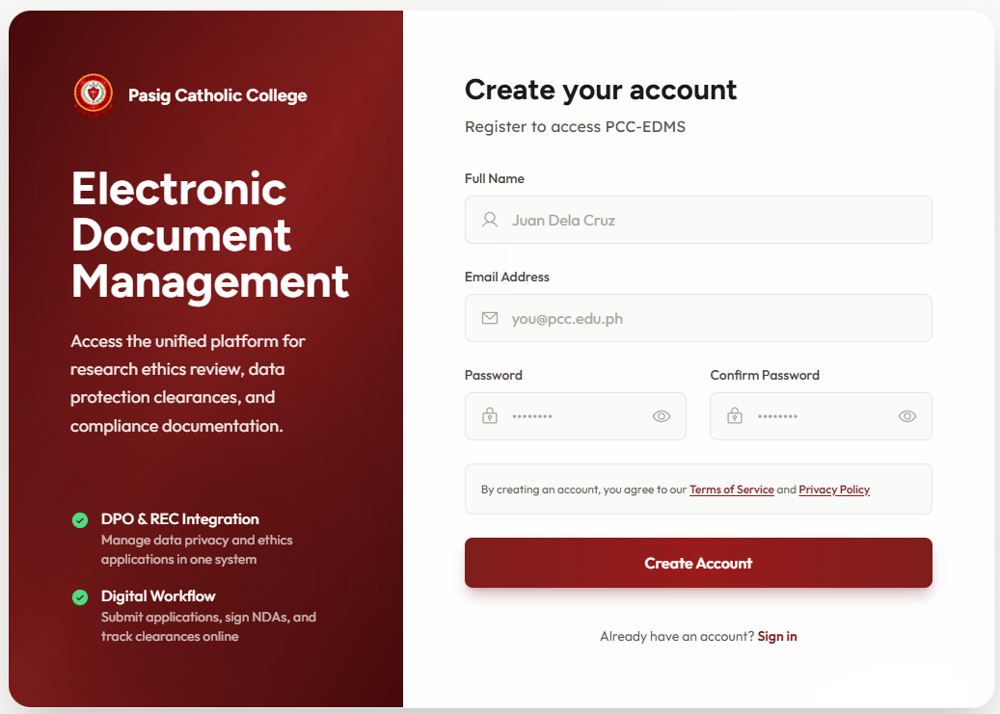 Pasig Catholic College
Electronic
Document
Management
Access the unified platform for
research ethics review, data
protection clearances, and
compliance documentation.
DPO & REC Integration
Manage data privacy and ethics
applications in one system
Digital Workflow
Submit applications, sign NDAs, and
track clearances online
Create your account
Register to access PCC-EDMS
Full Name
Juan Dela Cruz
Email Address
you@pcc.edu.ph
Password
••••••••
Confirm Password
••••••••
By creating an account, you agree to our Terms of Service and Privacy Policy
Create Account
Already have an account? Sign in